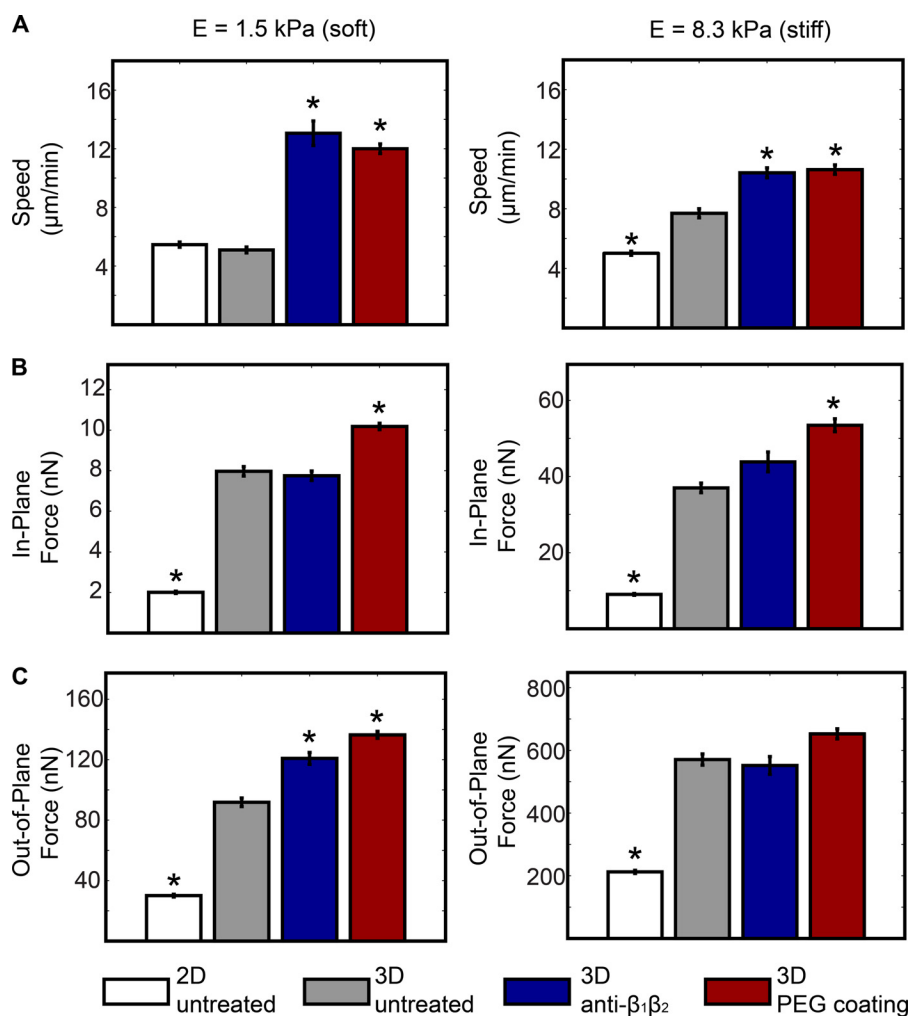 A
E = 1.5 kPa (soft)
E = 8.3 kPa (stiff)
Speed
(µm/min)
16
12
8
4
*
*
Speed
(µm/min)
16
12
8
4
*
*
*
B
In-Plane
Force (nN)
12
10
8
6
4
2
*
*
In-Plane
Force (nN)
60
40
20
*
*
C
Out-of-Plane
Force (nN)
160
120
80
40
*
*
*
Out-of-Plane
Force (nN)
800
600
400
200
*
2D
untreated
3D
untreated
3D
anti-β₁β₂
3D
PEG coating